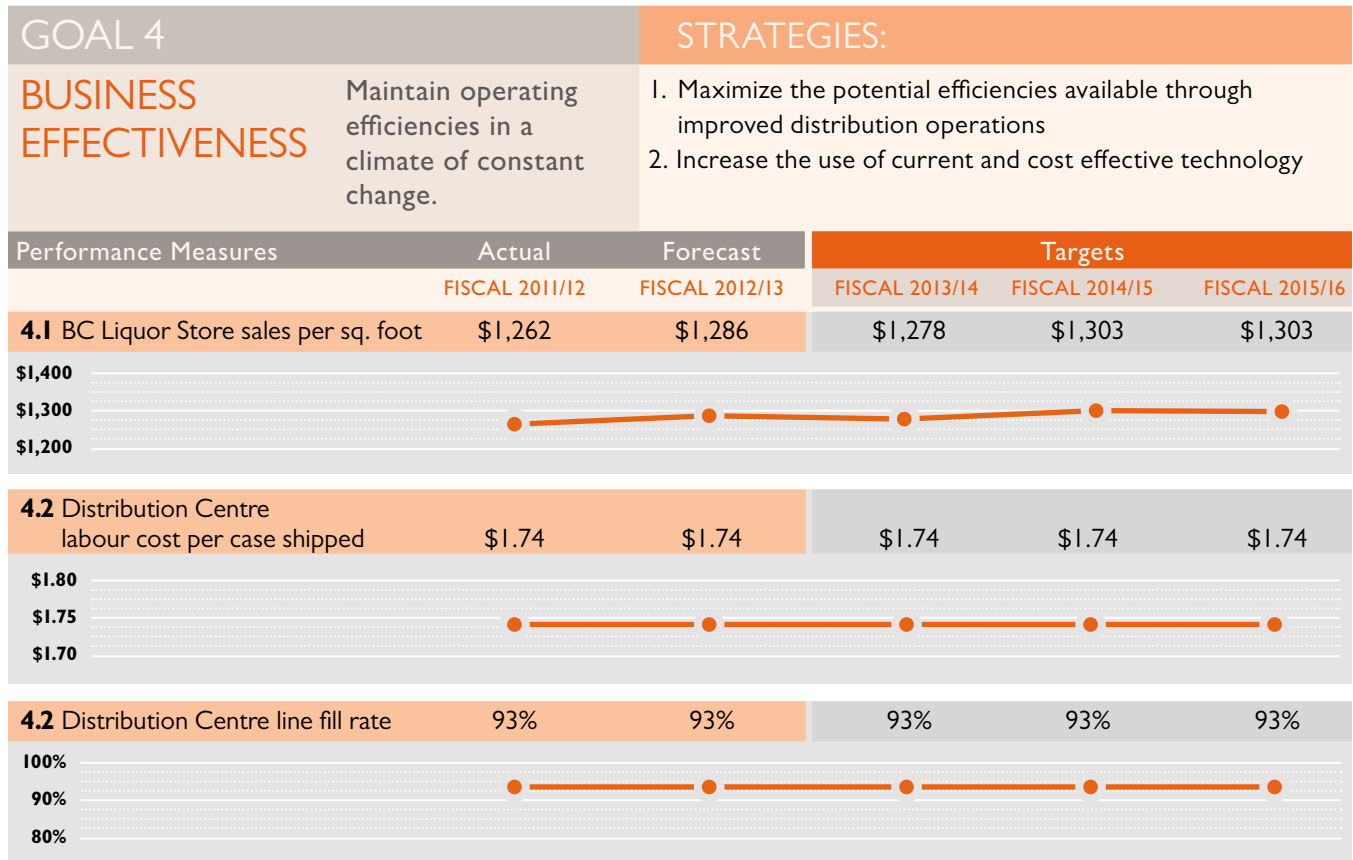 GOAL 4
STRATEGIES:
BUSINESS
EFFECTIVENESS
Maintain operating
efficiencies in a
climate of constant
change.
1. Maximize the potential efficiencies available through
improved distribution operations
2. Increase the use of current and cost effective technology
Performance Measures Actual Forecast Targets
FISCAL 2011/12 FISCAL 2012/13 FISCAL 2013/14 FISCAL 2014/15 FISCAL 2015/16
4.1 BC Liquor Store sales per sq. foot $1,262 $1,286 $1,278 $1,303 $1,303
$1,400
$1,300
$1,200
4.2 Distribution Centre
labour cost per case shipped $1.74 $1.74 $1.74 $1.74 $1.74
$1.80
$1.75
$1.70
4.2 Distribution Centre line fill rate 93% 93% 93% 93% 93%
100%
90%
80%